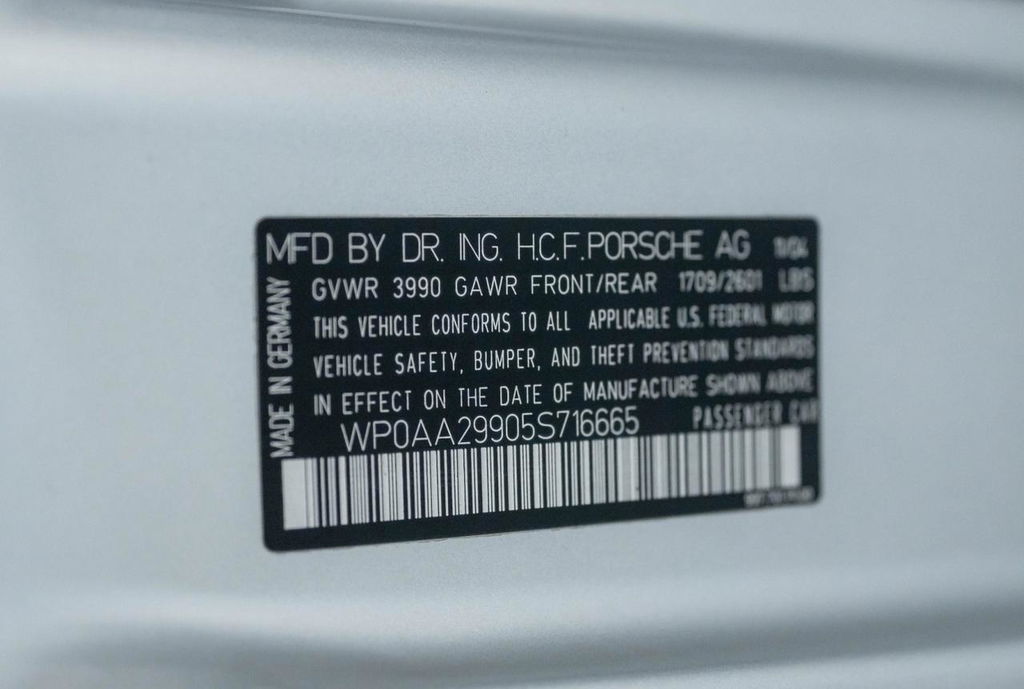 MFD BY DR. ING. H.C.F.PORSCHE AG 11/04
GVWR 3990 GAWR FRONT/REAR 1709/2601 LBS
THIS VEHICLE CONFORMS TO ALL APPLICABLE U.S. FEDERAL MOTOR
VEHICLE SAFETY, BUMPER, AND THEFT PREVENTION STANDARDS
IN EFFECT ON THE DATE OF MANUFACTURE SHOWN ABOVE
WP0AA29905S716665 PASSENGER CAR
MADE IN GERMANY